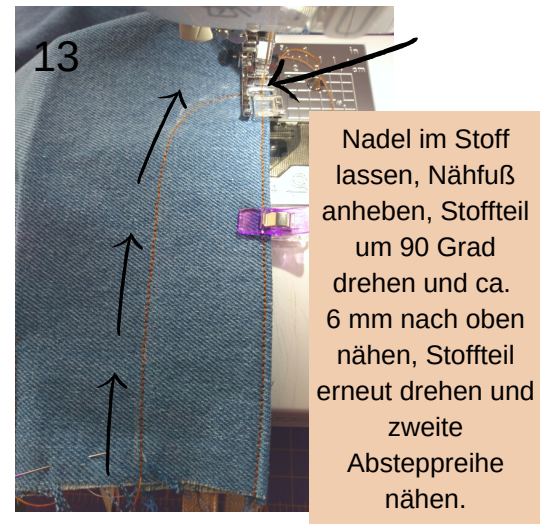 13
Nadel im Stoff
lassen, Nähfuß
anheben, Stoffteil
um 90 Grad
drehen und ca.
6 mm nach oben
nähen, Stoffteil
erneut drehen und
zweite
Absteppreihe
nähen.